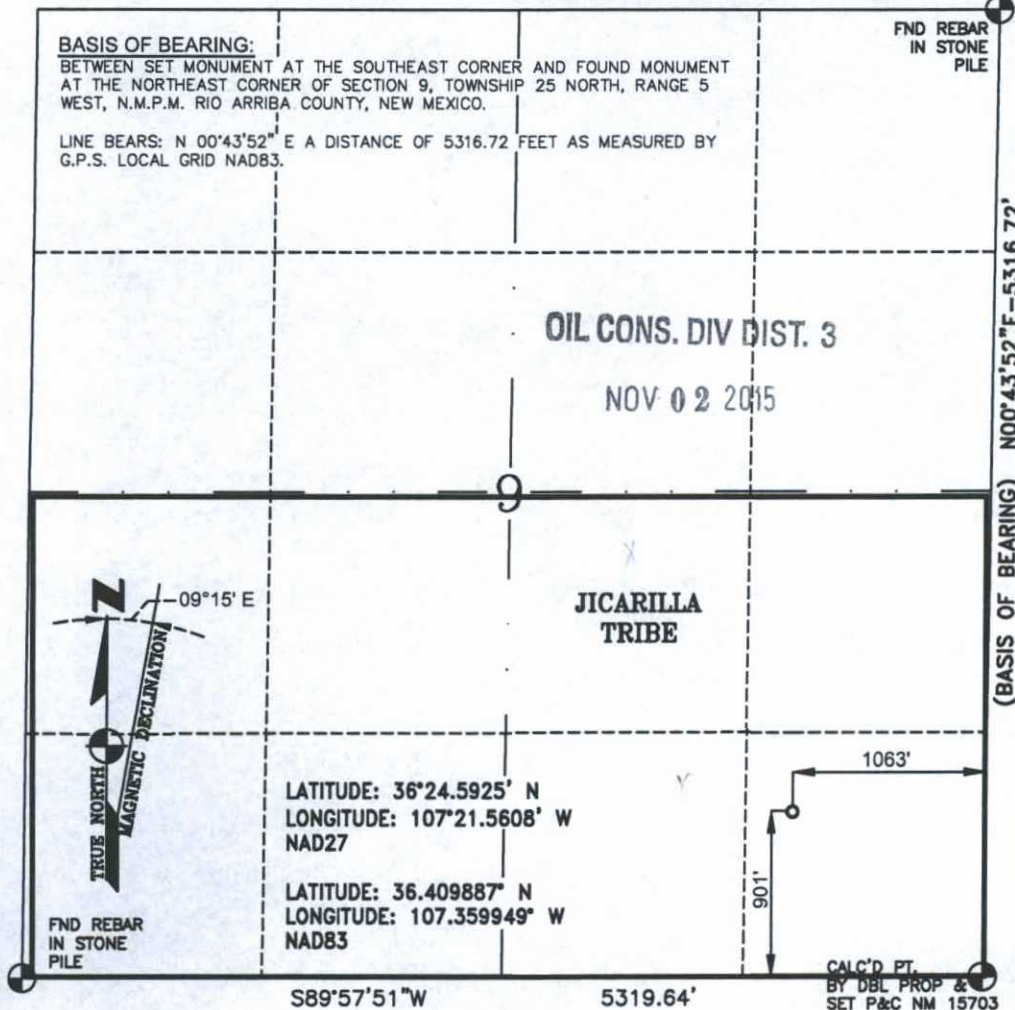 FND REBAR
IN STONE
PILE
BASIS OF BEARING:
BETWEEN SET MONUMENT AT THE SOUTHEAST CORNER AND FOUND MONUMENT
AT THE NORTHEAST CORNER OF SECTION 9, TOWNSHIP 25 NORTH, RANGE 5
WEST, N.M.P.M. RIO ARRIBA COUNTY, NEW MEXICO.
LINE BEARS: N 00°43'52" E A DISTANCE OF 5316.72 FEET AS MEASURED BY
G.P.S. LOCAL GRID NAD83.
OIL CONS. DIV DIST. 3
NOV 02 2015
(BASIS OF BEARING) N00°43'52"E-5316.72'
9
N
09°15' E
TRUE NORTH
MAGNETIC DECLINATION
JICARILLA
TRIBE
X
Y
1063'
901'
LATITUDE: 36°24.5925' N
LONGITUDE: 107°21.5608' W
NAD27
LATITUDE: 36.409887° N
LONGITUDE: 107.359949° W
NAD83
FND REBAR
IN STONE
PILE
CALC'D PT.
BY DBL PROP &
SET P&C NM 15703
S89°57'51"W 5319.64'